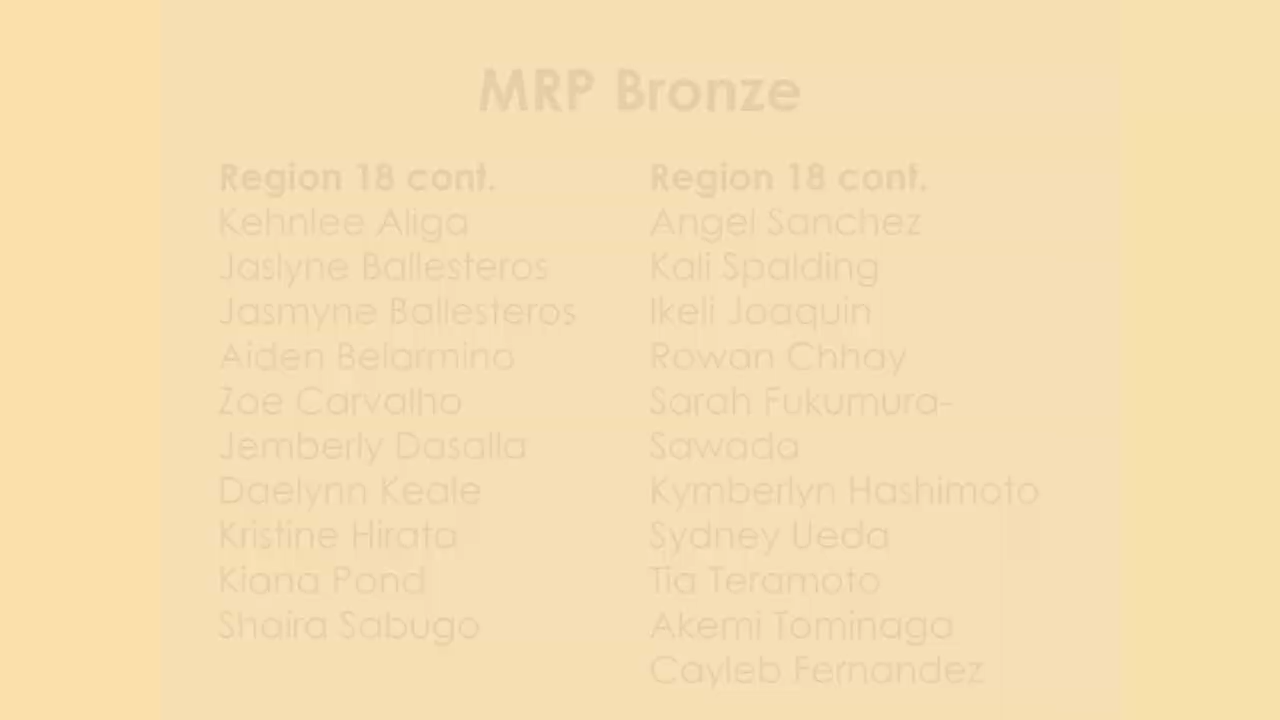 MRP Bronze
Region 18 cont.
Kehnlee Aliga
Jaslyne Ballesteros
Jasmyne Ballesteros
Aiden Belarmino
Zoe Carvalho
Jemberly Dasalla
Daelynn Keale
Kristine Hirata
Kiana Pond
Shaira Sabugo
Region 18 cont.
Angel Sanchez
Kali Spalding
Ikeli Joaquin
Rowan Chhay
Sarah Fukumura-
Sawada
Kymberlyn Hashimoto
Sydney Ueda
Tia Teramoto
Akemi Tominaga
Cayleb Fernandez